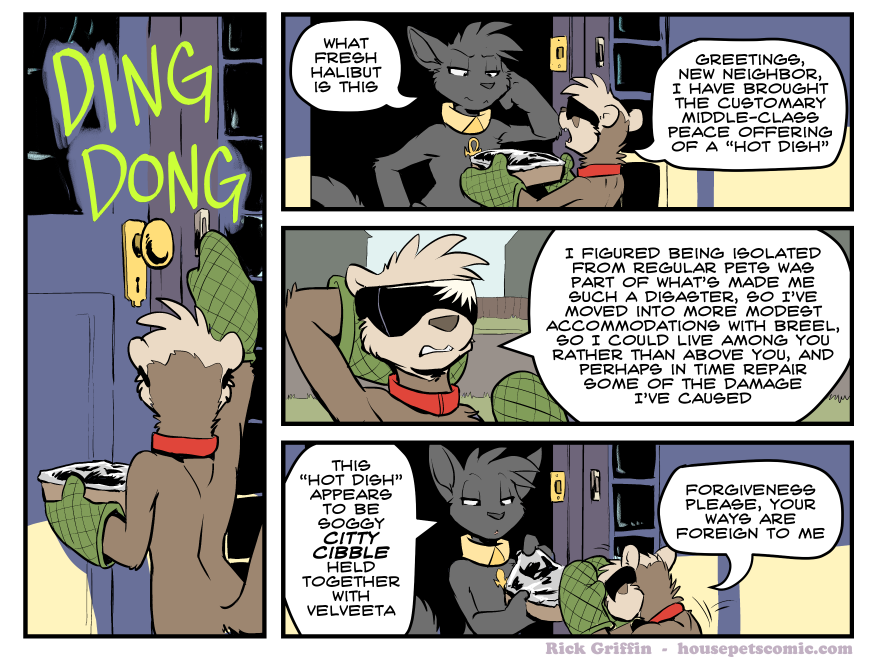 DING
DONG
WHAT
FRESH
HALIBUT
IS THIS
GREETINGS,
NEW NEIGHBOR,
I HAVE BROUGHT
THE CUSTOMARY
MIDDLE-CLASS
PEACE OFFERING
OF A "HOT DISH"
I FIGURED BEING ISOLATED
FROM REGULAR PETS WAS
PART OF WHAT'S MADE ME
SUCH A DISASTER, SO I'VE
MOVED INTO MORE MODEST
ACCOMMODATIONS WITH BREEL,
SO I COULD LIVE AMONG YOU
RATHER THAN ABOVE YOU, AND
PERHAPS IN TIME REPAIR
SOME OF THE DAMAGE
I'VE CAUSED
THIS
"HOT DISH"
APPEARS
TO BE
SOGGY
CITTY
CIBBLE
HELD
TOGETHER
WITH
VELVEETA
FORGIVENESS
PLEASE, YOUR
WAYS ARE
FOREIGN TO ME
Rick Griffin - housepetscomic.com